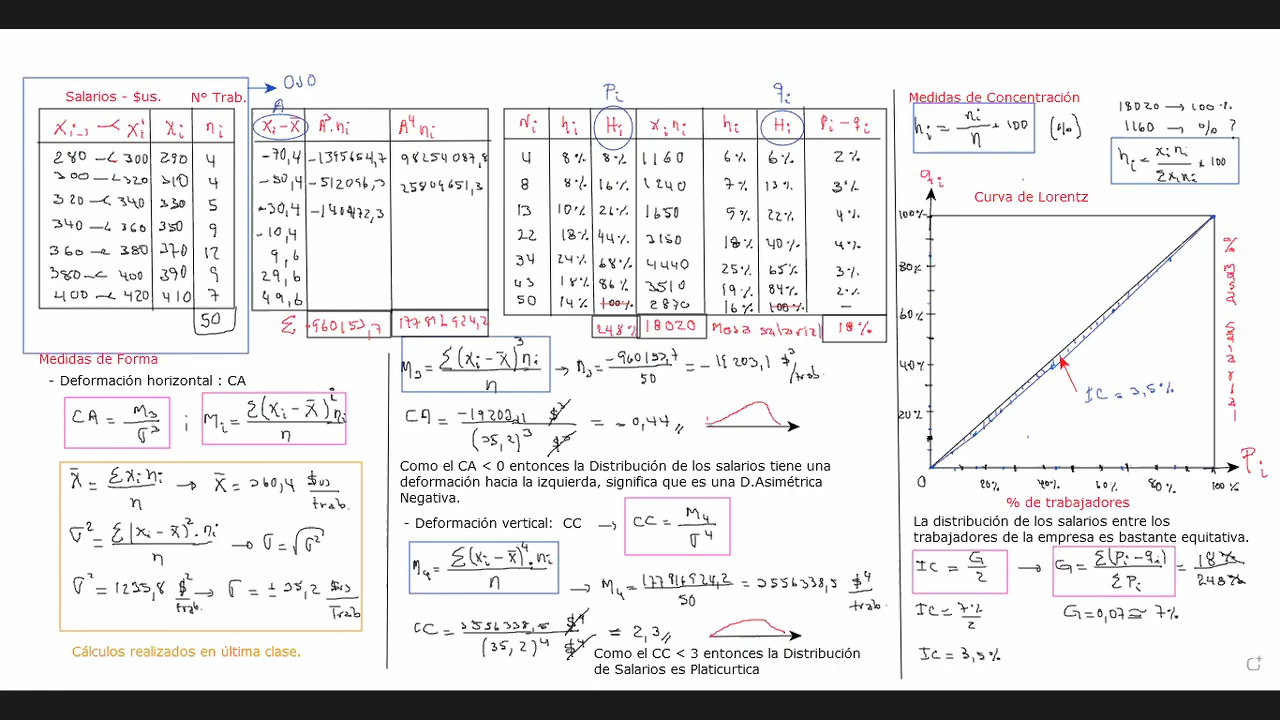 Salarios - $us. N° Trab.
OJO
Xi-1 -< Xi Xi ni
280 -< 300 290 4
300 -< 320 310 4
320 -< 340 330 5
340 -< 360 350 9
360 -< 380 370 12
380 -< 400 390 9
400 -< 420 410 7
50
A
Xi - X̄ A³.ni A⁴ni
-70,4 -1395654,7 98254087,8
-50,4 -512096,3 25809651,3
-30,4
-10,4
9,6
29,6
49,6
Σ -960153,7 177816924,2
Pi qi
Ni hi Hi Xi.ni hi Hi Pi - qi
4 8% 8% 1160 6% 6% 2%
8 8% 16% 1240 7% 13% 3%
13 10% 26% 1650 9% 22% 4%
22 18% 44% 3150 18% 40% 4%
34 24% 68% 4440 25% 65% 3%
43 18% 86% 3510 19% 84% 2%
50 14% 100% 2870 16% 100% -
248% 18020 Masa salarial 18%
Medidas de Forma
- Deformación horizontal : CA
CA = M3/σ³ ; Mi = Σ(Xi - X̄)^i ni/n
X̄ = Σxi ni/n → X̄ = 360,4 $us/trab.
σ² = Σ(xi - x̄)².ni/n → σ = √σ²
σ² = 1235,8 $²/trab. → σ = ± 35,2 $us/Trab
Cálculos realizados en última clase.
M3 = Σ(xi - x̄)³ni/n → M3 = -960153,7/50 = -19203,1 $³/trab.
CA = -19203,1 $³/(35,2)³ $³ = -0,44
Como el CA < 0 entonces la Distribución de los salarios tiene una
deformación hacia la izquierda, significa que es una D.Asimétrica
Negativa.
- Deformación vertical: CC → CC = M4/σ⁴
M4 = Σ(xi - x̄)⁴.ni/n → M4 = 177816924,2/50 = 3556338,5 $⁴/trab.
CC = 3556338,5 $⁴/(35,2)⁴ $⁴ = 2,3
Como el CC < 3 entonces la Distribución
de Salarios es Platicurtica
Medidas de Concentración
hi = ni/n * 100 (%)
18020 → 100%
1160 → % ?
hi = xi ni/Σxini * 100
qi
Curva de Lorentz
100%
80%
60%
40%
20%
0 20% 40% 60% 80% 100%
IC = 3,5%
% Masa Salarial
Pi
% de trabajadores
La distribución de los salarios entre los
trabajadores de la empresa es bastante equitativa.
IC = G/2 → G = Σ(Pi - qi)/ΣPi = 18%/248%
IC = 7%/2 G = 0,07 ≅ 7%
IC = 3,5%